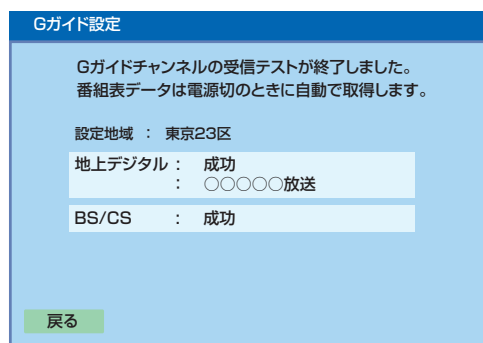 Gガイド設定
Gガイドチャンネルの受信テストが終了しました。
番組表データは電源切のときに自動で取得します。
設定地域 : 東京23区
地上デジタル : 成功
: ○○○○○放送
BS/CS : 成功
戻る